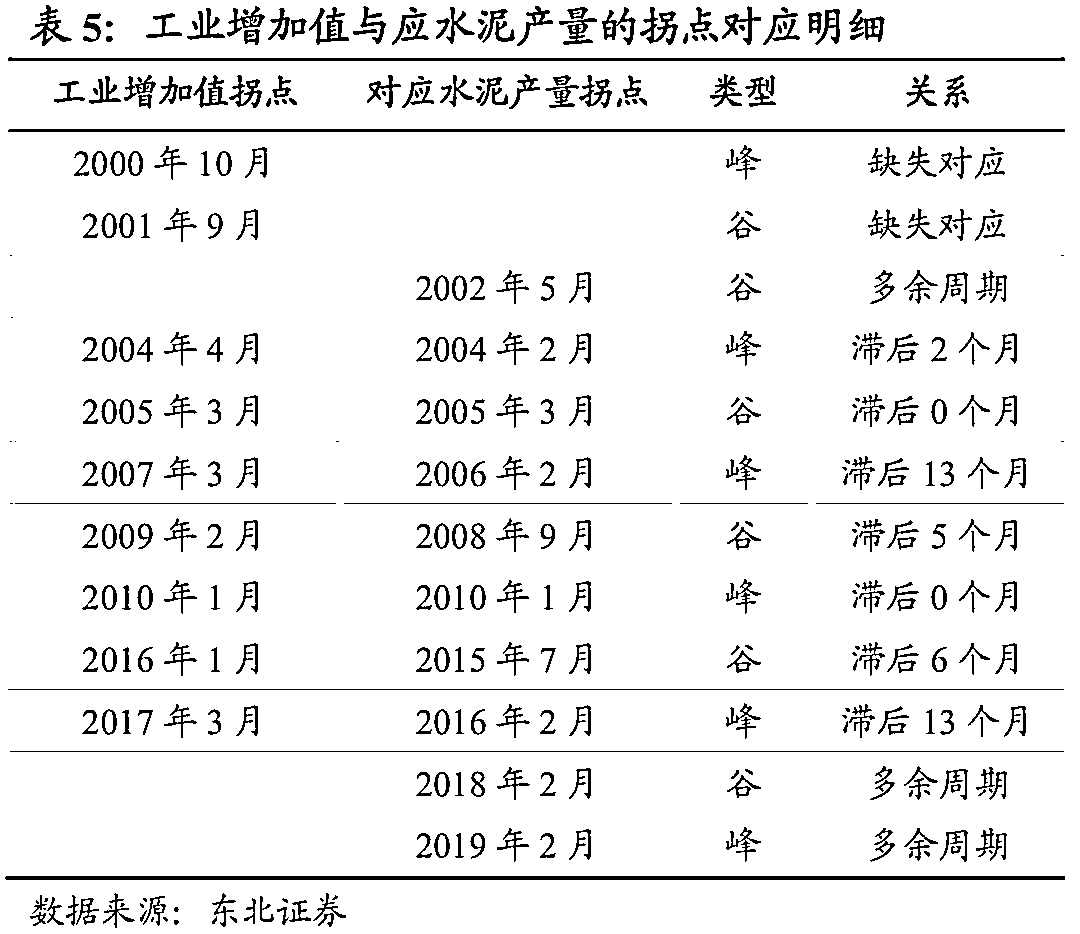 表 5：工业增加值与应水泥产量的拐点对应明细
工业增加值拐点 对应水泥产量拐点 类型 关系
2000 年 10 月 峰 缺失对应
2001 年 9 月 谷 缺失对应
2002 年 5 月 谷 多余周期
2004 年 4 月 2004 年 2 月 峰 滞后 2 个月
2005 年 3 月 2005 年 3 月 谷 滞后 0 个月
2007 年 3 月 2006 年 2 月 峰 滞后 13 个月
2009 年 2 月 2008 年 9 月 谷 滞后 5 个月
2010 年 1 月 2010 年 1 月 峰 滞后 0 个月
2016 年 1 月 2015 年 7 月 谷 滞后 6 个月
2017 年 3 月 2016 年 2 月 峰 滞后 13 个月
2018 年 2 月 谷 多余周期
2019 年 2 月 峰 多余周期
数据来源：东北证券